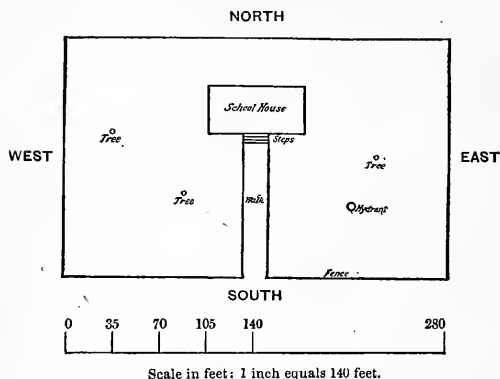 NORTH
School House
Tree
Steps
WEST
EAST
Tree
Tree
Walk
Hydrant
Fence
SOUTH
0 35 70 105 140 280
Scale in feet: 1 inch equals 140 feet.